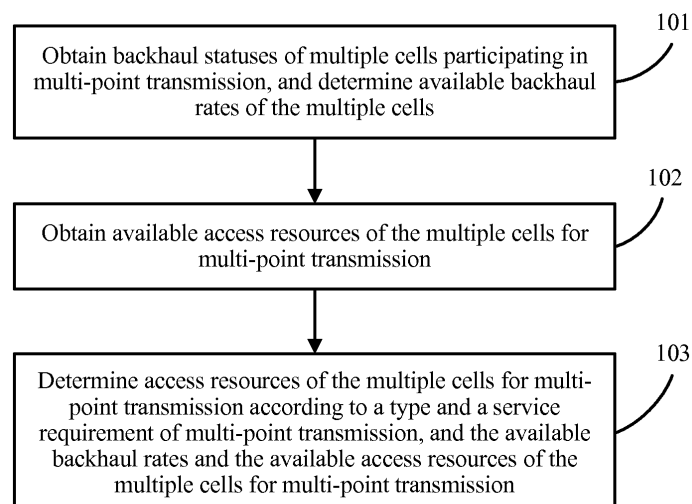 101
Obtain backhaul statuses of multiple cells participating in
multi-point transmission, and determine available backhaul
rates of the multiple cells
102
Obtain available access resources of the multiple cells for
multi-point transmission
103
Determine access resources of the multiple cells for multi-
point transmission according to a type and a service
requirement of multi-point transmission, and the available
backhaul rates and the available access resources of the
multiple cells for multi-point transmission